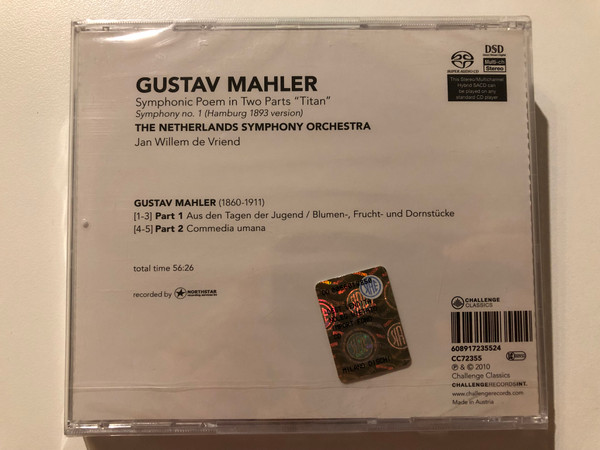 GUSTAV MAHLER
Symphonic Poem in Two Parts "Titan"
Symphony no. 1 (Hamburg 1893 version)
THE NETHERLANDS SYMPHONY ORCHESTRA
Jan Willem de Vriend
SUPER AUDIO CD
DSD
Multi-ch
Stereo
This Stereo/Multichannel
Hybrid SACD can
be played on any
standard CD player
GUSTAV MAHLER (1860-1911)
[1-3] Part 1 Aus den Tagen der Jugend / Blumen-, Frucht- und Dornstücke
[4-5] Part 2 Commedia umana
total time 56:26
recorded by NORTHSTAR
CHALLENGE
CLASSICS
608917235524
CC72355
℗ & © 2010
Challenge Classics
CHALLENGERECORDSINT.
www.challengerecords.com
Made in Austria